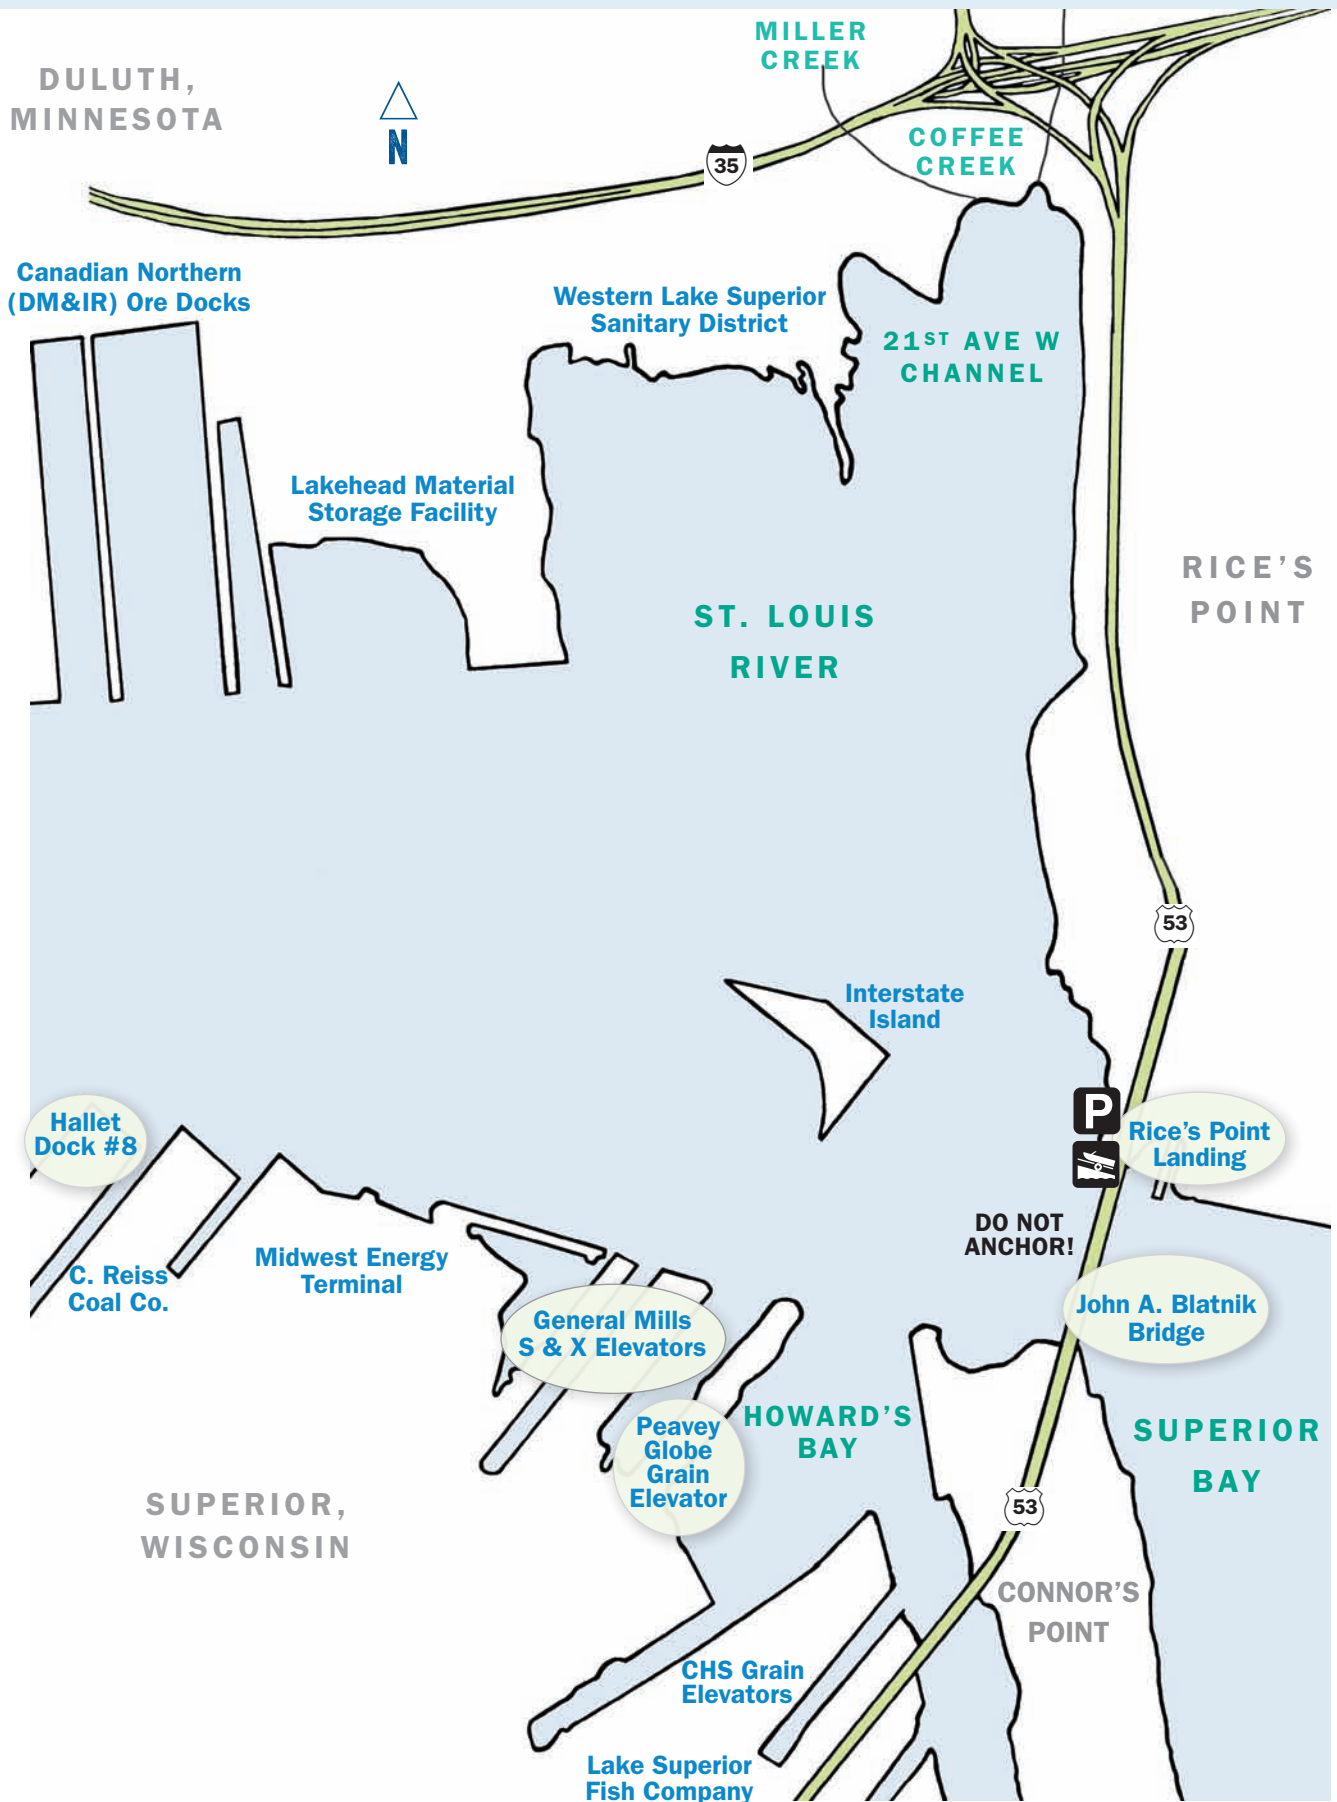 MILLER
CREEK
DULUTH,
MINNESOTA
N
COFFEE
CREEK
35
Canadian Northern
(DM&IR) Ore Docks
Western Lake Superior
Sanitary District
21ST AVE W
CHANNEL
Lakehead Material
Storage Facility
RICE'S
POINT
ST. LOUIS
RIVER
53
Interstate
Island
P
Hallet
Dock #8
Rice's Point
Landing
DO NOT
ANCHOR!
Midwest Energy
Terminal
C. Reiss
Coal Co.
John A. Blatnik
Bridge
General Mills
S & X Elevators
HOWARD'S
BAY
Peavey
Globe
Grain
Elevator
SUPERIOR
BAY
SUPERIOR,
WISCONSIN
53
CONNOR'S
POINT
CHS Grain
Elevators
Lake Superior
Fish Company